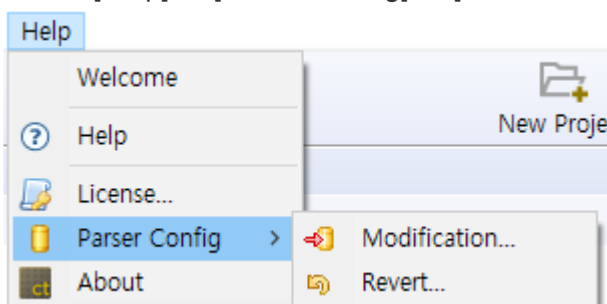 Help
Welcome
New Proje
Help
License...
Parser Config >
Modification...
About
Revert...